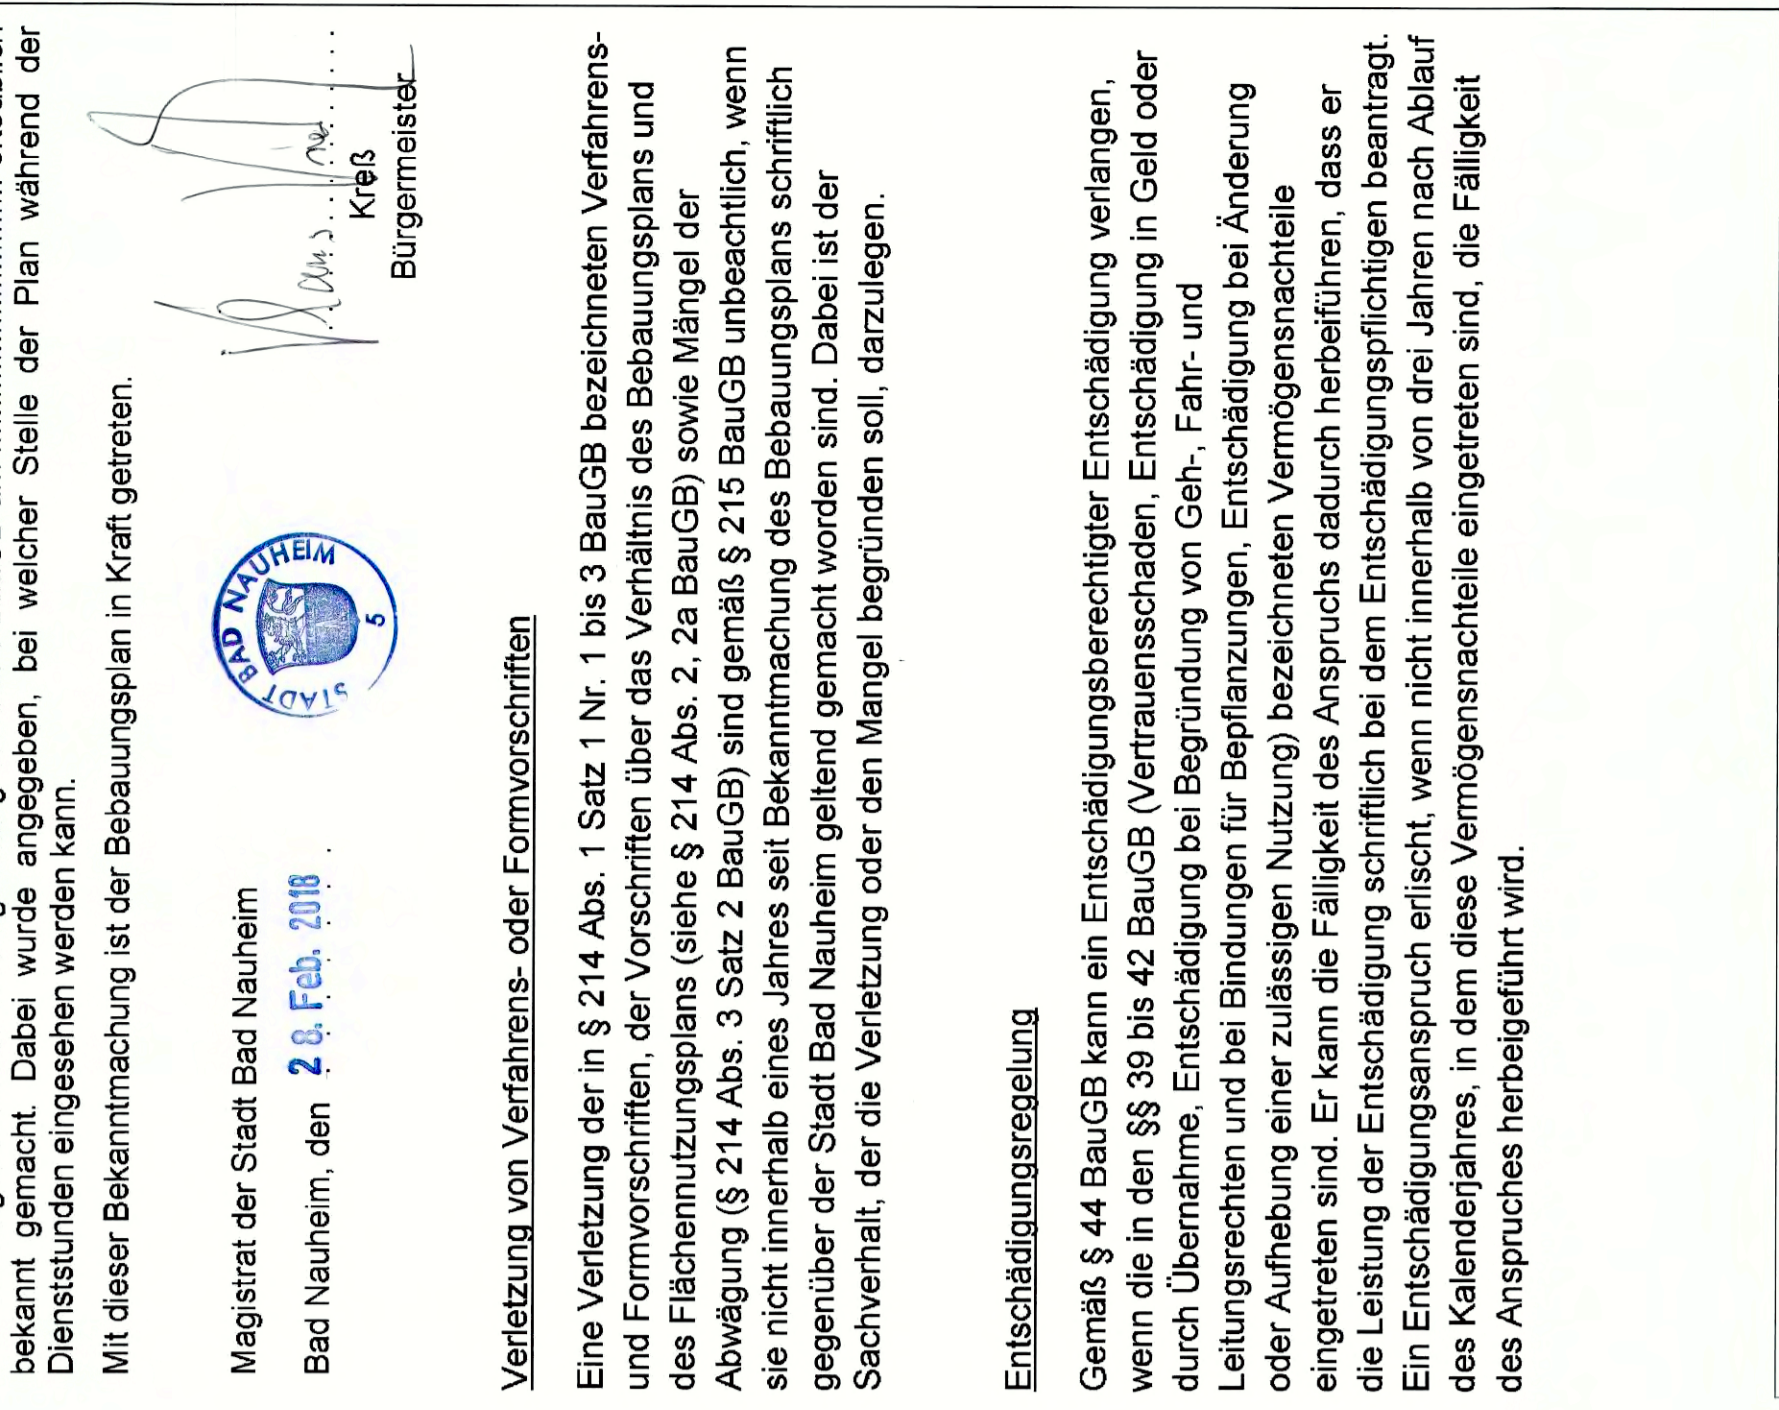 bekannt gemacht. Dabei wurde angegeben, bei welcher Stelle der Plan während der
Dienststunden eingesehen werden kann.
Mit dieser Bekanntmachung ist der Bebauungsplan in Kraft getreten.
Magistrat der Stadt Bad Nauheim
Bad Nauheim, den 28. Feb. 2018
STADT BAD NAUHEIM
5
Kreß
Bürgermeister
Verletzung von Verfahrens- oder Formvorschriften
Eine Verletzung der in § 214 Abs. 1 Satz 1 Nr. 1 bis 3 BauGB bezeichneten Verfahrens-
und Formvorschriften, der Vorschriften über das Verhältnis des Bebauungsplans und
des Flächennutzungsplans (siehe § 214 Abs. 2, 2a BauGB) sowie Mängel der
Abwägung (§ 214 Abs. 3 Satz 2 BauGB) sind gemäß § 215 BauGB unbeachtlich, wenn
sie nicht innerhalb eines Jahres seit Bekanntmachung des Bebauungsplans schriftlich
gegenüber der Stadt Bad Nauheim geltend gemacht worden sind. Dabei ist der
Sachverhalt, der die Verletzung oder den Mangel begründen soll, darzulegen.
Entschädigungsregelung
Gemäß § 44 BauGB kann ein Entschädigungsberechtigter Entschädigung verlangen,
wenn die in den §§ 39 bis 42 BauGB (Vertrauensschaden, Entschädigung in Geld oder
durch Übernahme, Entschädigung bei Begründung von Geh-, Fahr- und
Leitungsrechten und bei Bindungen für Bepflanzungen, Entschädigung bei Änderung
oder Aufhebung einer zulässigen Nutzung) bezeichneten Vermögensnachteile
eingetreten sind. Er kann die Fälligkeit des Anspruchs dadurch herbeiführen, dass er
die Leistung der Entschädigung schriftlich bei dem Entschädigungspflichtigen beantragt.
Ein Entschädigungsanspruch erlischt, wenn nicht innerhalb von drei Jahren nach Ablauf
des Kalenderjahres, in dem diese Vermögensnachteile eingetreten sind, die Fälligkeit
des Anspruches herbeigeführt wird.